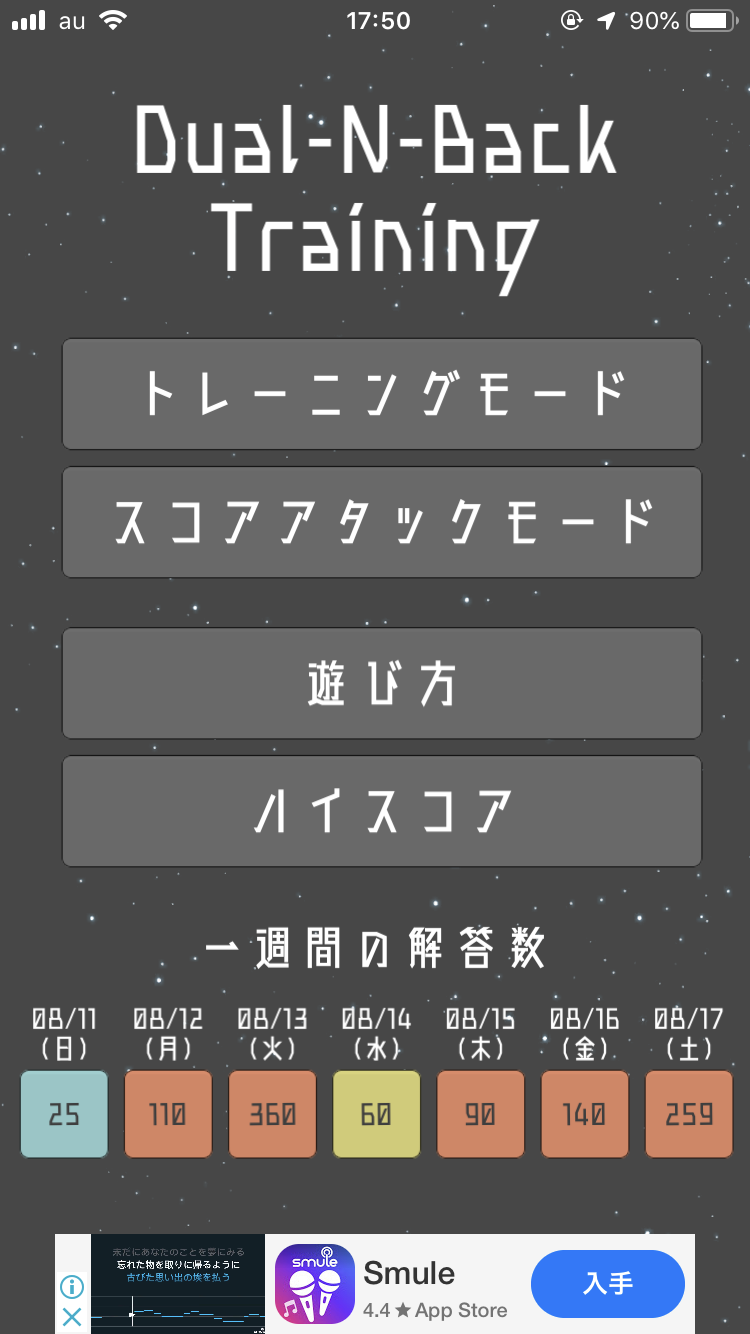 au 17:50 90%
Dual-N-Back
Training
トレーニングモード
スコアアタックモード
遊び方
ハイスコア
一週間の解答数
08/11 08/12 08/13 08/14 08/15 08/16 08/17
(日) (月) (火) (水) (木) (金) (土)
25 110 360 60 90 140 259
未だにあなたのことを夢にみる
忘れた物を取りに帰るように
古びた思い出の埃を払う
smule
Smule
4.4★App Store
入手